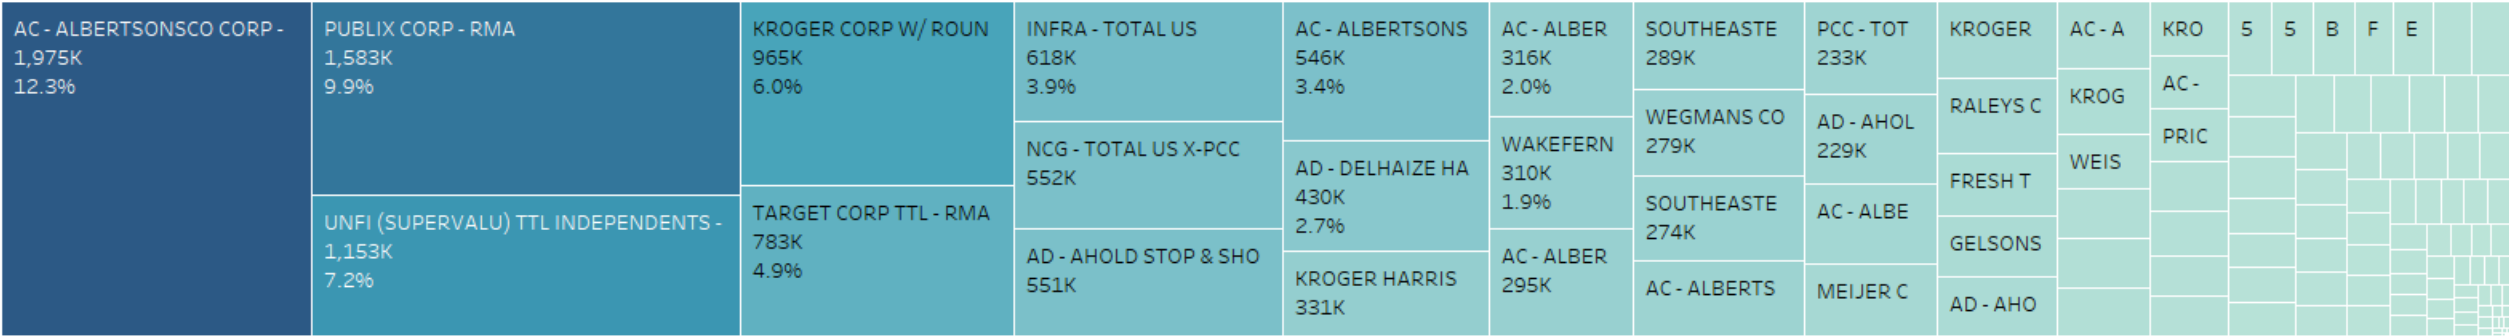 AC - ALBERTSONSCO CORP -
1,975K
12.3%
PUBLIX CORP - RMA
1,583K
9.9%
UNFI (SUPERVALU) TTL INDEPENDENTS -
1,153K
7.2%
KROGER CORP W/ ROUN
965K
6.0%
TARGET CORP TTL - RMA
783K
4.9%
INFRA - TOTAL US
618K
3.9%
NCG - TOTAL US X-PCC
552K
AD - AHOLD STOP & SHO
551K
AC - ALBERTSONS
546K
3.4%
AD - DELHAIZE HA
430K
2.7%
KROGER HARRIS
331K
AC - ALBER
316K
2.0%
WAKEFERN
310K
1.9%
AC - ALBER
295K
SOUTHEASTE
289K
WEGMANS CO
279K
SOUTHEASTE
274K
AC - ALBERTS
PCC - TOT
233K
AD - AHOL
229K
AC - ALBE
MEIJER C
KROGER
RALEYS C
FRESH T
GELSONS
AD - AHO
AC - A
KROG
WEIS
KRO
AC -
PRIC
5
5
B
F
E